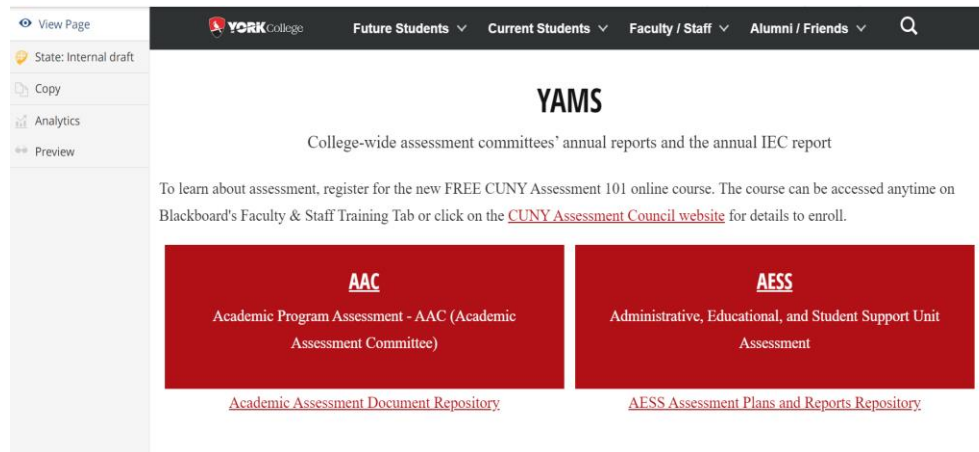 View Page
State: Internal draft
Copy
Analytics
Preview
YORK College Future Students Current Students Faculty / Staff Alumni / Friends
YAMS
College-wide assessment committees' annual reports and the annual IEC report
To learn about assessment, register for the new FREE CUNY Assessment 101 online course. The course can be accessed anytime on
Blackboard's Faculty & Staff Training Tab or click on the CUNY Assessment Council website for details to enroll.
AAC
Academic Program Assessment - AAC (Academic
Assessment Committee)
Academic Assessment Document Repository
AESS
Administrative, Educational, and Student Support Unit
Assessment
AESS Assessment Plans and Reports Repository